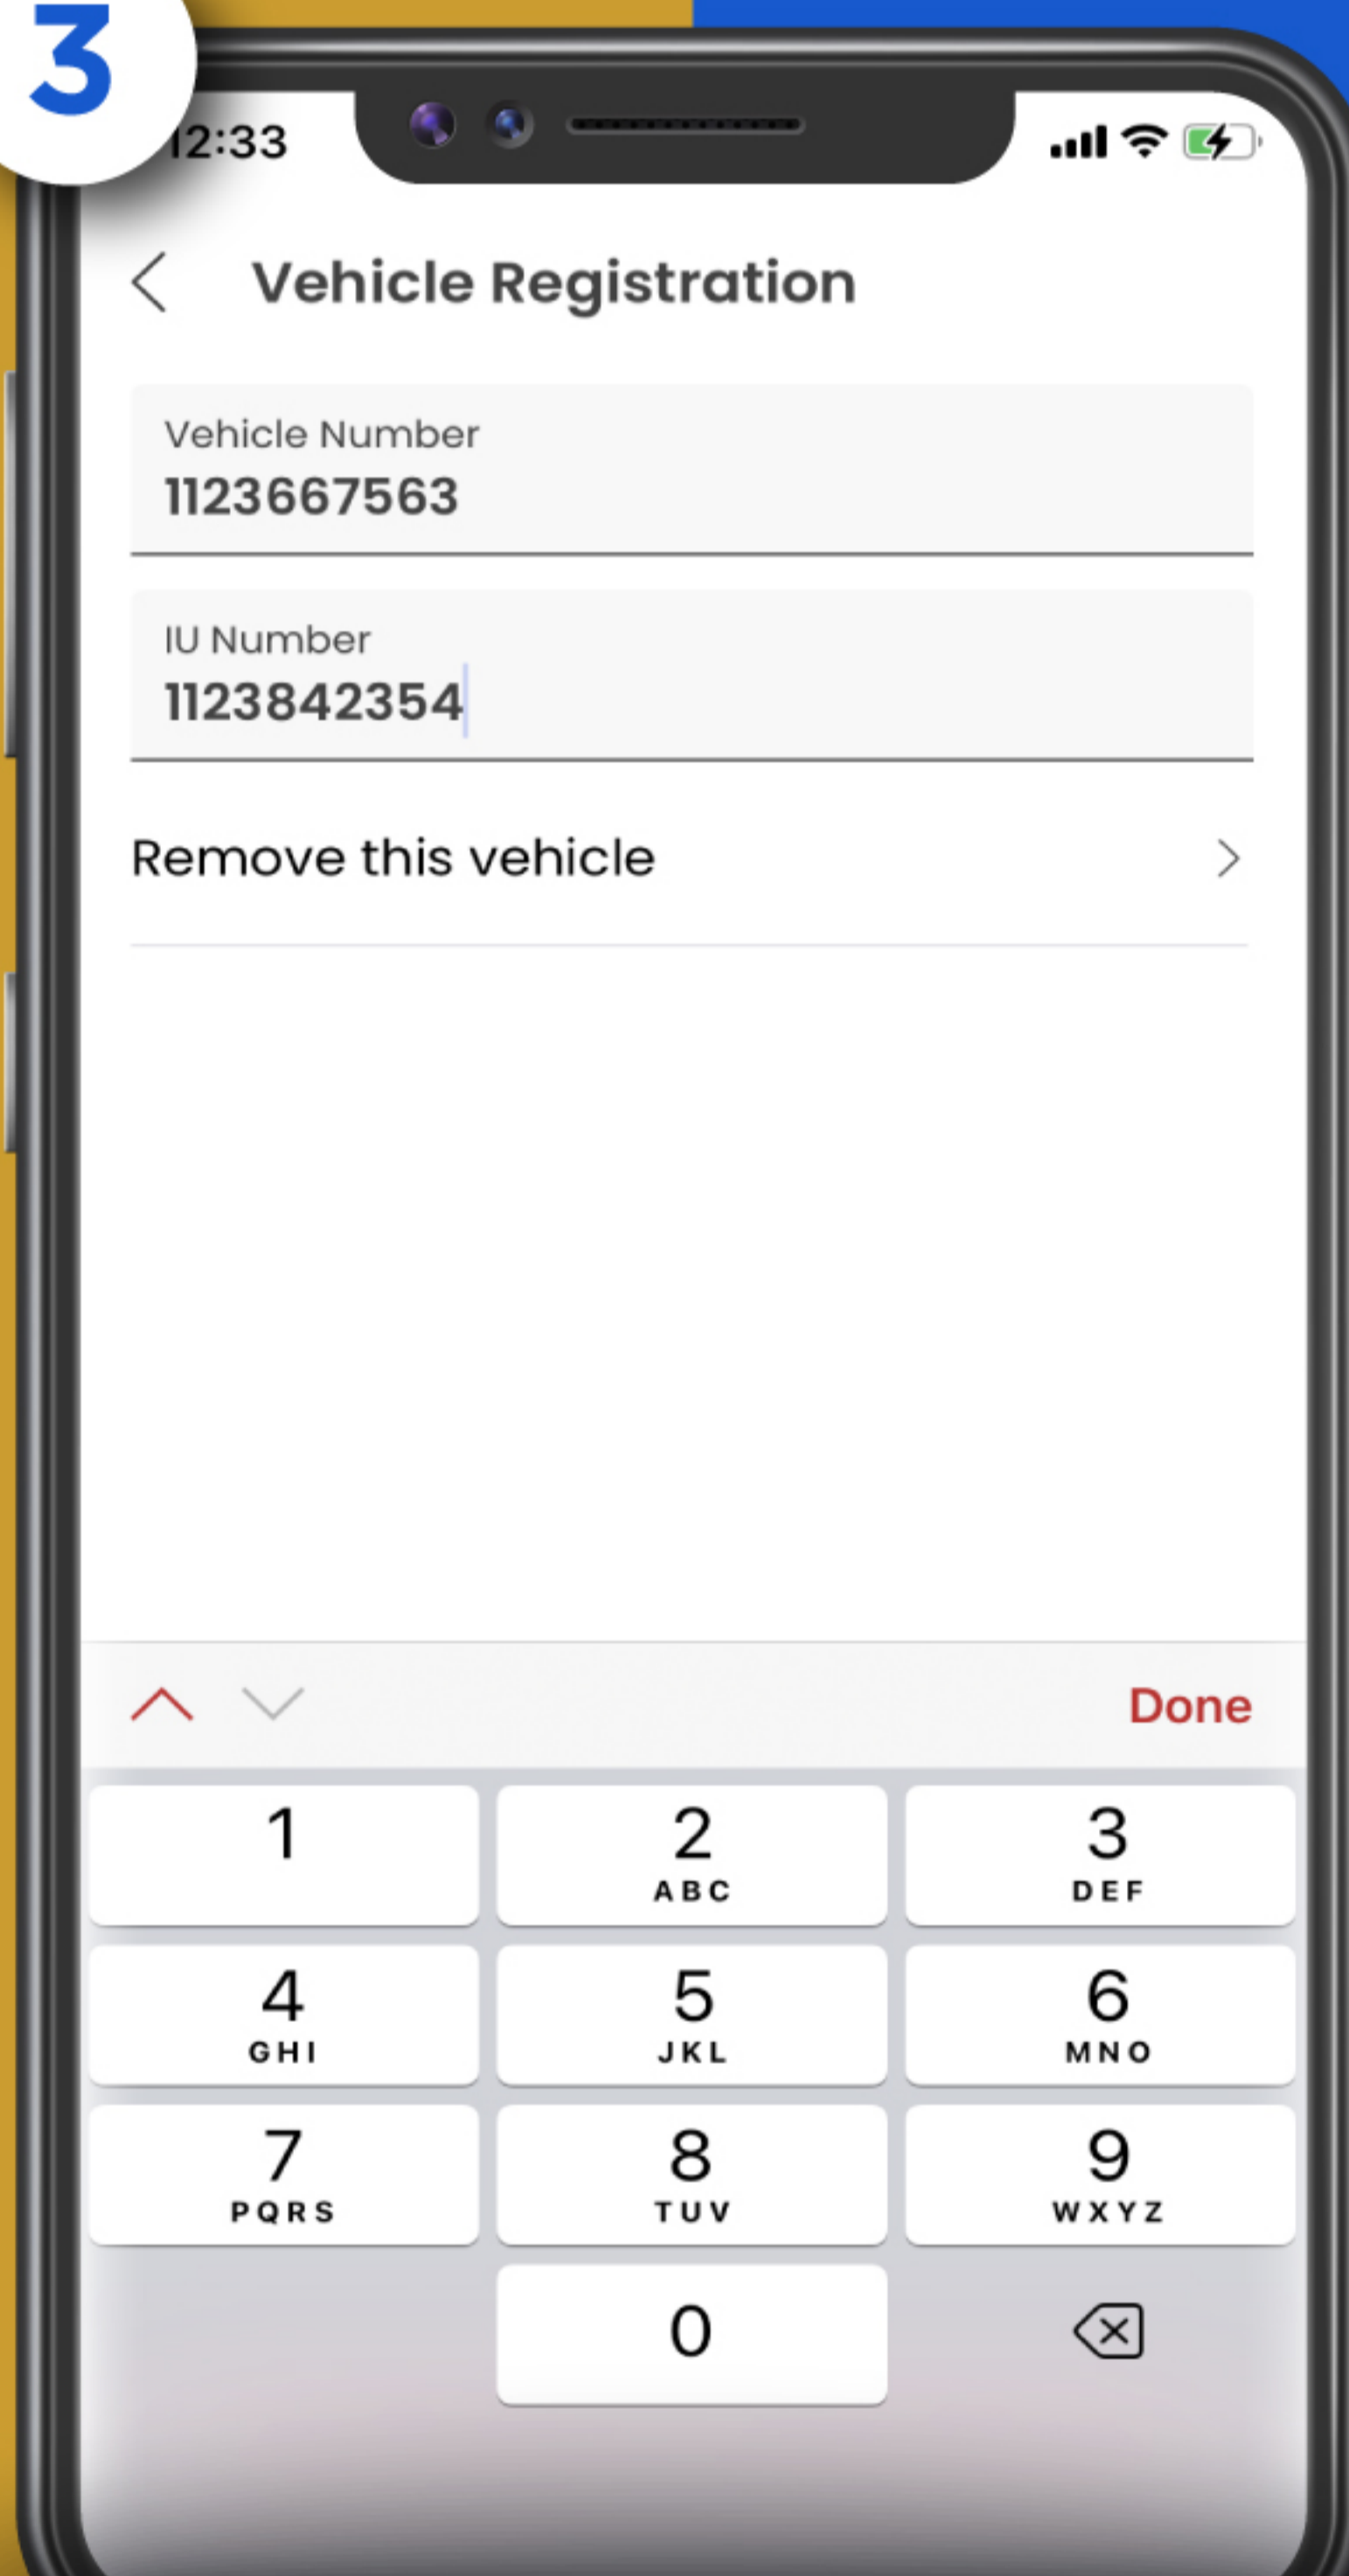 3
12:33
Vehicle Registration
Vehicle Number
1123667563
IU Number
1123842354
Remove this vehicle
Done
1
2
3
ABC
DEF
4
5
6
GHI
JKL
MNO
7
8
9
PQRS
TUV
WXYZ
0